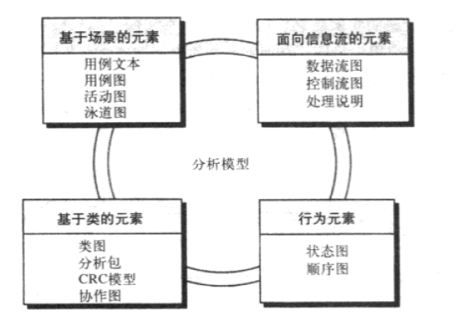 基于场景的元素
用例文本
用例图
活动图
泳道图
面向信息流的元素
数据流图
控制流图
处理说明
分析模型
基于类的元素
类图
分析包
CRC模型
协作图
行为元素
状态图
顺序图